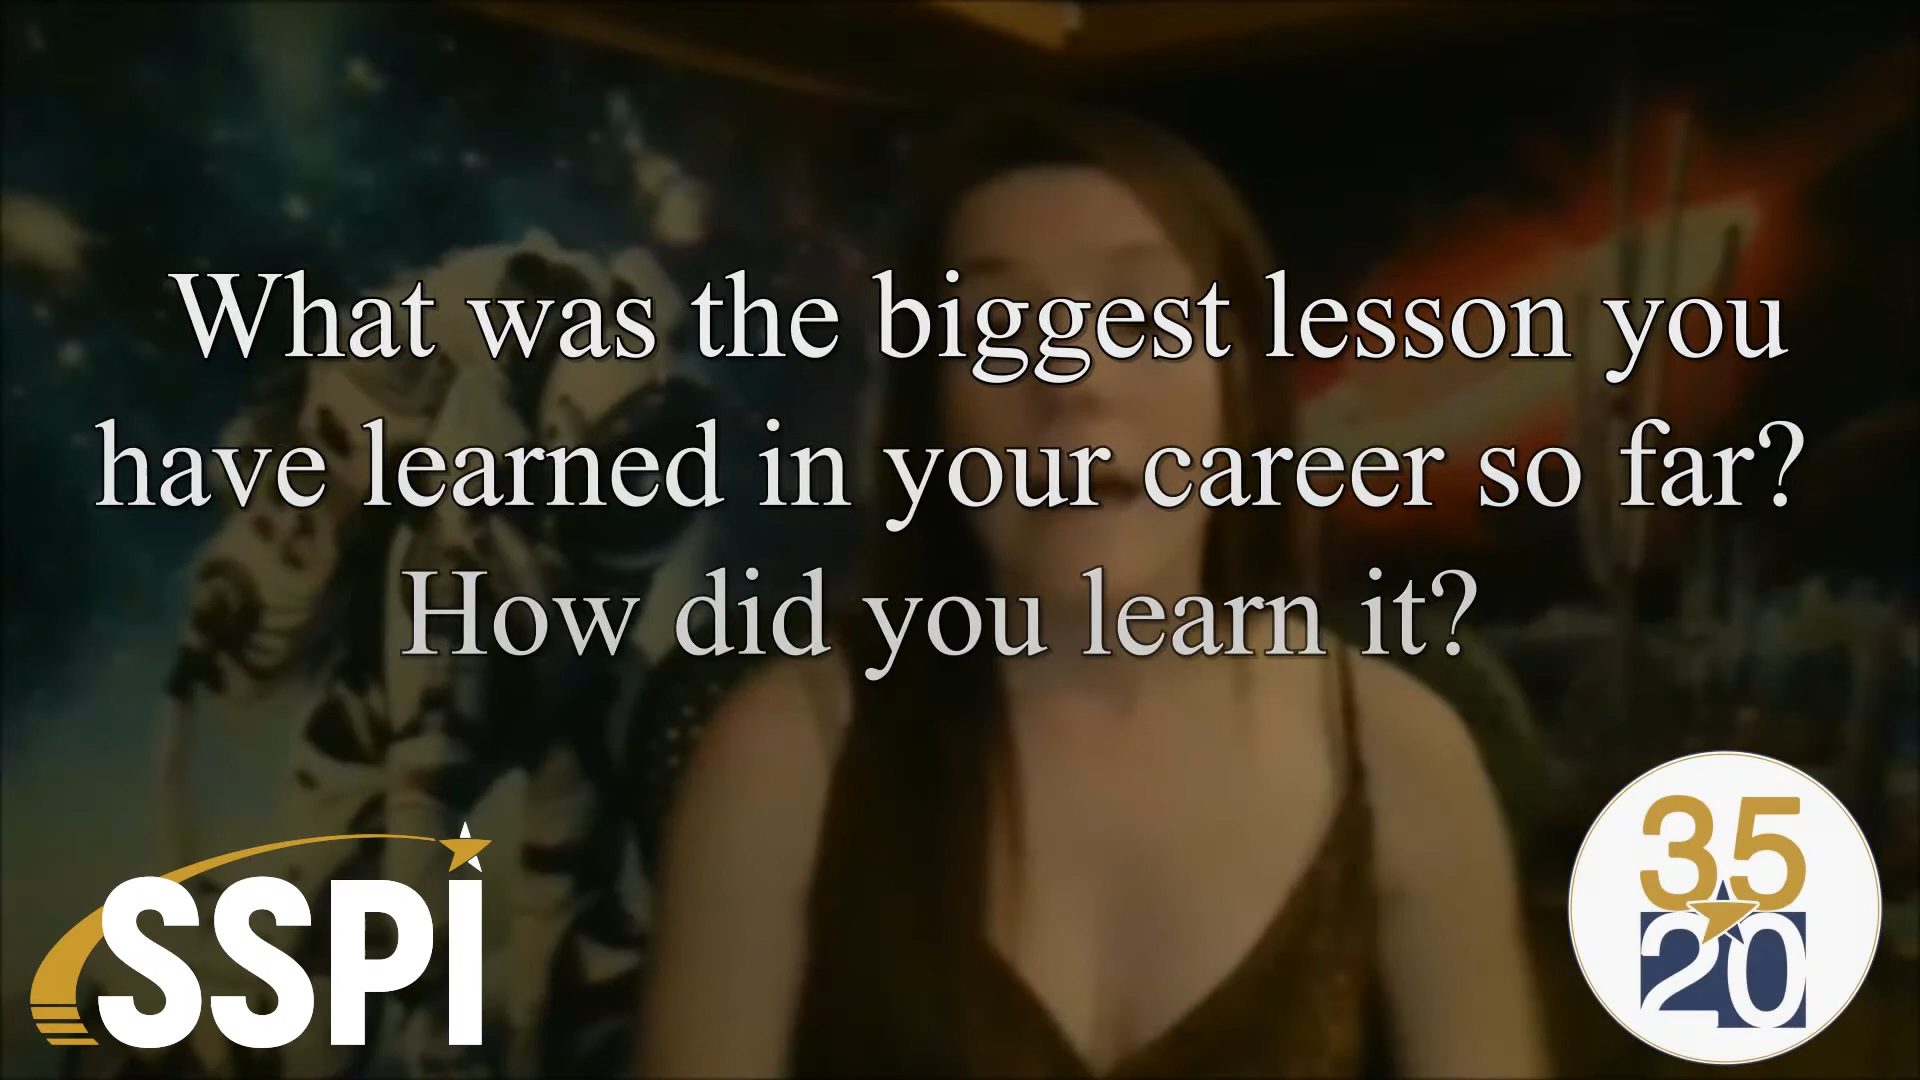 What was the biggest lesson you
have learned in your career so far?
How did you learn it?
SSPI
35
20